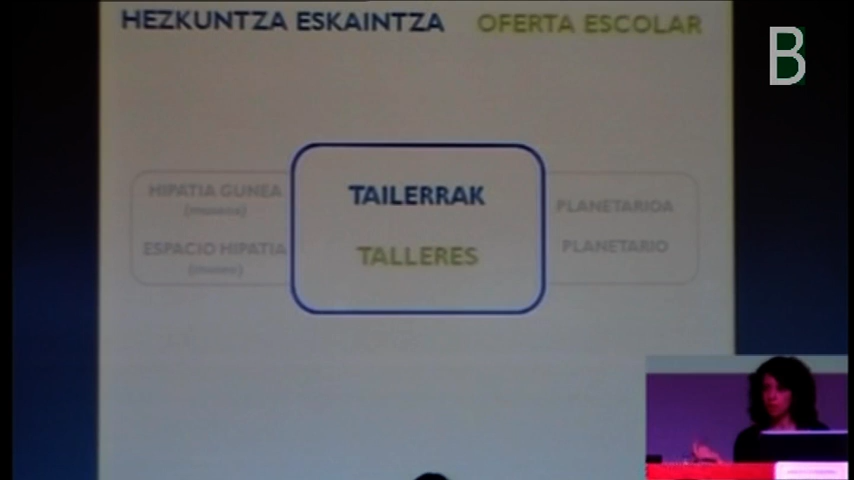 HEZKUNTZA ESKAINTZA
OFERTA ESCOLAR
B
HIPATIA GUNEA
(museoa)
ESPACIO HIPATIA
(museo)
TAILERRAK
TALLERES
PLANETARIOA
PLANETARIO